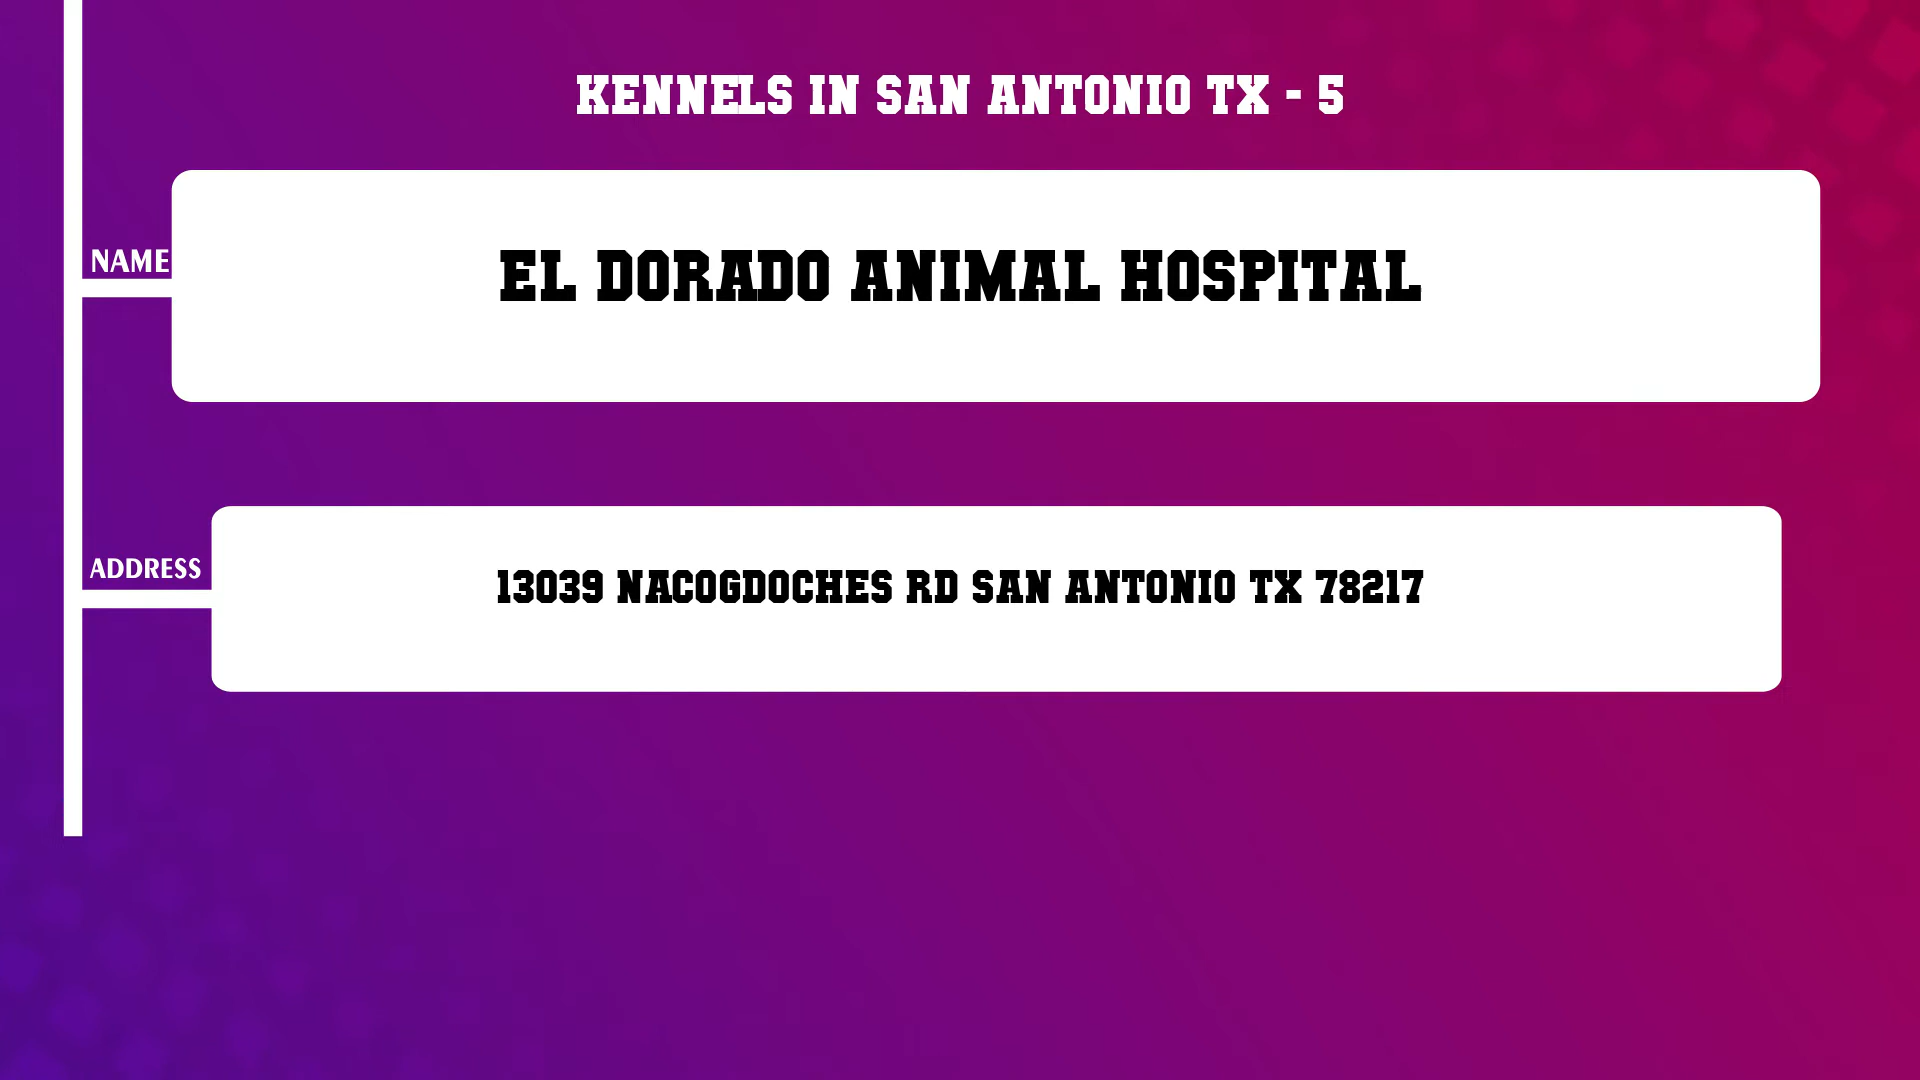 KENNELS IN SAN ANTONIO TX - 5
NAME
EL DORADO ANIMAL HOSPITAL
ADDRESS
13039 NACOGDOCHES RD SAN ANTONIO TX 78217